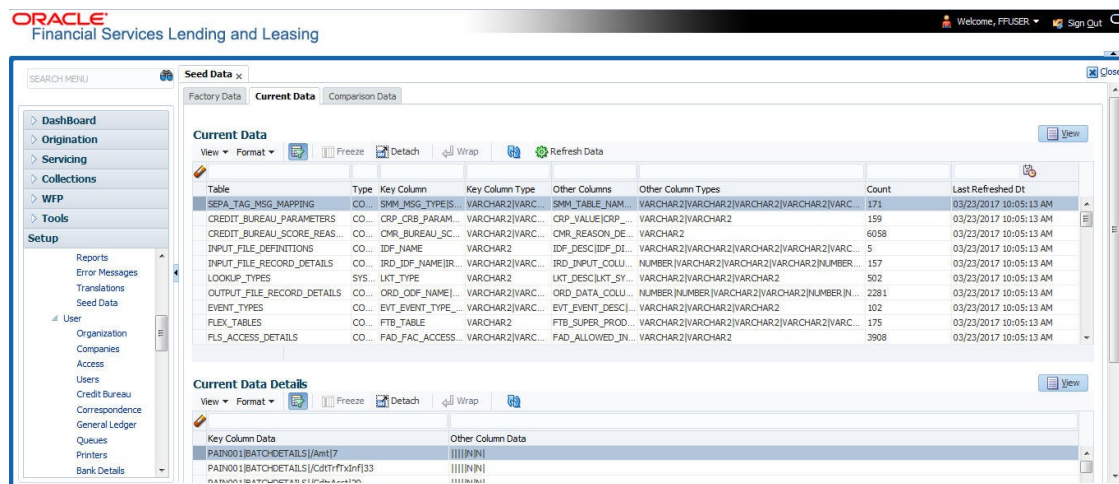 ORACLE
Welcome, FFUSER
Sign Out
Financial Services Lending and Leasing
SEARCH MENU
DashBoard
Origination
Servicing
Collections
WFP
Tools
Setup
Reports
Error Messages
Translations
Seed Data
User
Organization
Companies
Access
Users
Credit Bureau
Correspondence
General Ledger
Queues
Printers
Bank Details
Seed Data x
Close
Factory Data Current Data Comparison Data
Current Data
View
View Format Freeze Detach Wrap Refresh Data
Table Type Key Column Key Column Type Other Columns Other Column Types Count Last Refreshed Dt
SEPA_TAG_MSG_MAPPING CO... SMM_MSG_TYPE|S... VARCHAR2|VARC... SMM_TABLE_NAM... VARCHAR2|VARCHAR2|VARCHAR2|VARCHAR2|VARC... 171 03/23/2017 10:05:13 AM
CREDIT_BUREAU_PARAMETERS CO... CRP_CRB_PARAM... VARCHAR2|VARC... CRP_VALUE|CRP_... VARCHAR2|VARCHAR2 159 03/23/2017 10:05:13 AM
CREDIT_BUREAU_SCORE_REAS... CO... CMR_BUREAU_SC... VARCHAR2|VARC... CMR_REASON_DE... VARCHAR2 6058 03/23/2017 10:05:13 AM
INPUT_FILE_DEFINITIONS CO... IDF_NAME VARCHAR2 IDF_DESC|IDF_DI... VARCHAR2|VARCHAR2|VARCHAR2|VARCHAR2|VARC... 5 03/23/2017 10:05:13 AM
INPUT_FILE_RECORD_DETAILS CO... IRD_IDF_NAME|IR... VARCHAR2|VARC... IRD_INPUT_COLU... NUMBER|VARCHAR2|VARCHAR2|VARCHAR2|NUMBER... 157 03/23/2017 10:05:13 AM
LOOKUP_TYPES SYS... LKT_TYPE VARCHAR2 LKT_DESC|LKT_SY... VARCHAR2|VARCHAR2|VARCHAR2 502 03/23/2017 10:05:13 AM
OUTPUT_FILE_RECORD_DETAILS CO... ORD_ODF_NAME|... VARCHAR2|VARC... ORD_DATA_COLU... NUMBER|NUMBER|VARCHAR2|VARCHAR2|NUMBER|N... 2281 03/23/2017 10:05:13 AM
EVENT_TYPES CO... EVT_EVENT_TYPE_... VARCHAR2|VARC... EVT_EVENT_DESC|... VARCHAR2|VARCHAR2|VARCHAR2 102 03/23/2017 10:05:13 AM
FLEX_TABLES CO... FTB_TABLE VARCHAR2 FTB_SUPER_PROD... VARCHAR2|VARCHAR2|VARCHAR2|VARCHAR2|VARC... 175 03/23/2017 10:05:13 AM
FLS_ACCESS_DETAILS CO... FAD_FAC_ACCESS... VARCHAR2|VARC... FAD_ALLOWED_IN... VARCHAR2|VARCHAR2 3908 03/23/2017 10:05:13 AM
Current Data Details
View
View Format Freeze Detach Wrap
Key Column Data Other Column Data
PAIN001|BATCHDETAILS|/Amt|7 |||||N|N|
PAIN001|BATCHDETAILS|/CdtTrfTxInf|33 |||||N|N|